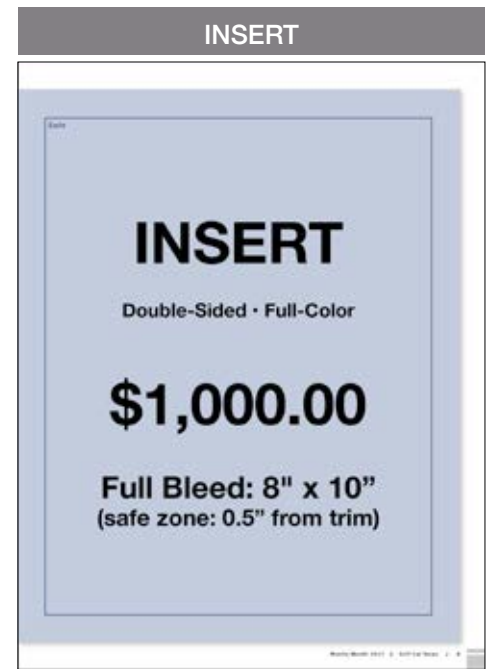 INSERT
Safe
INSERT
Double-Sided • Full-Color
$1,000.00
Full Bleed: 8" x 10”
(safe zone: 0.5” from trim)